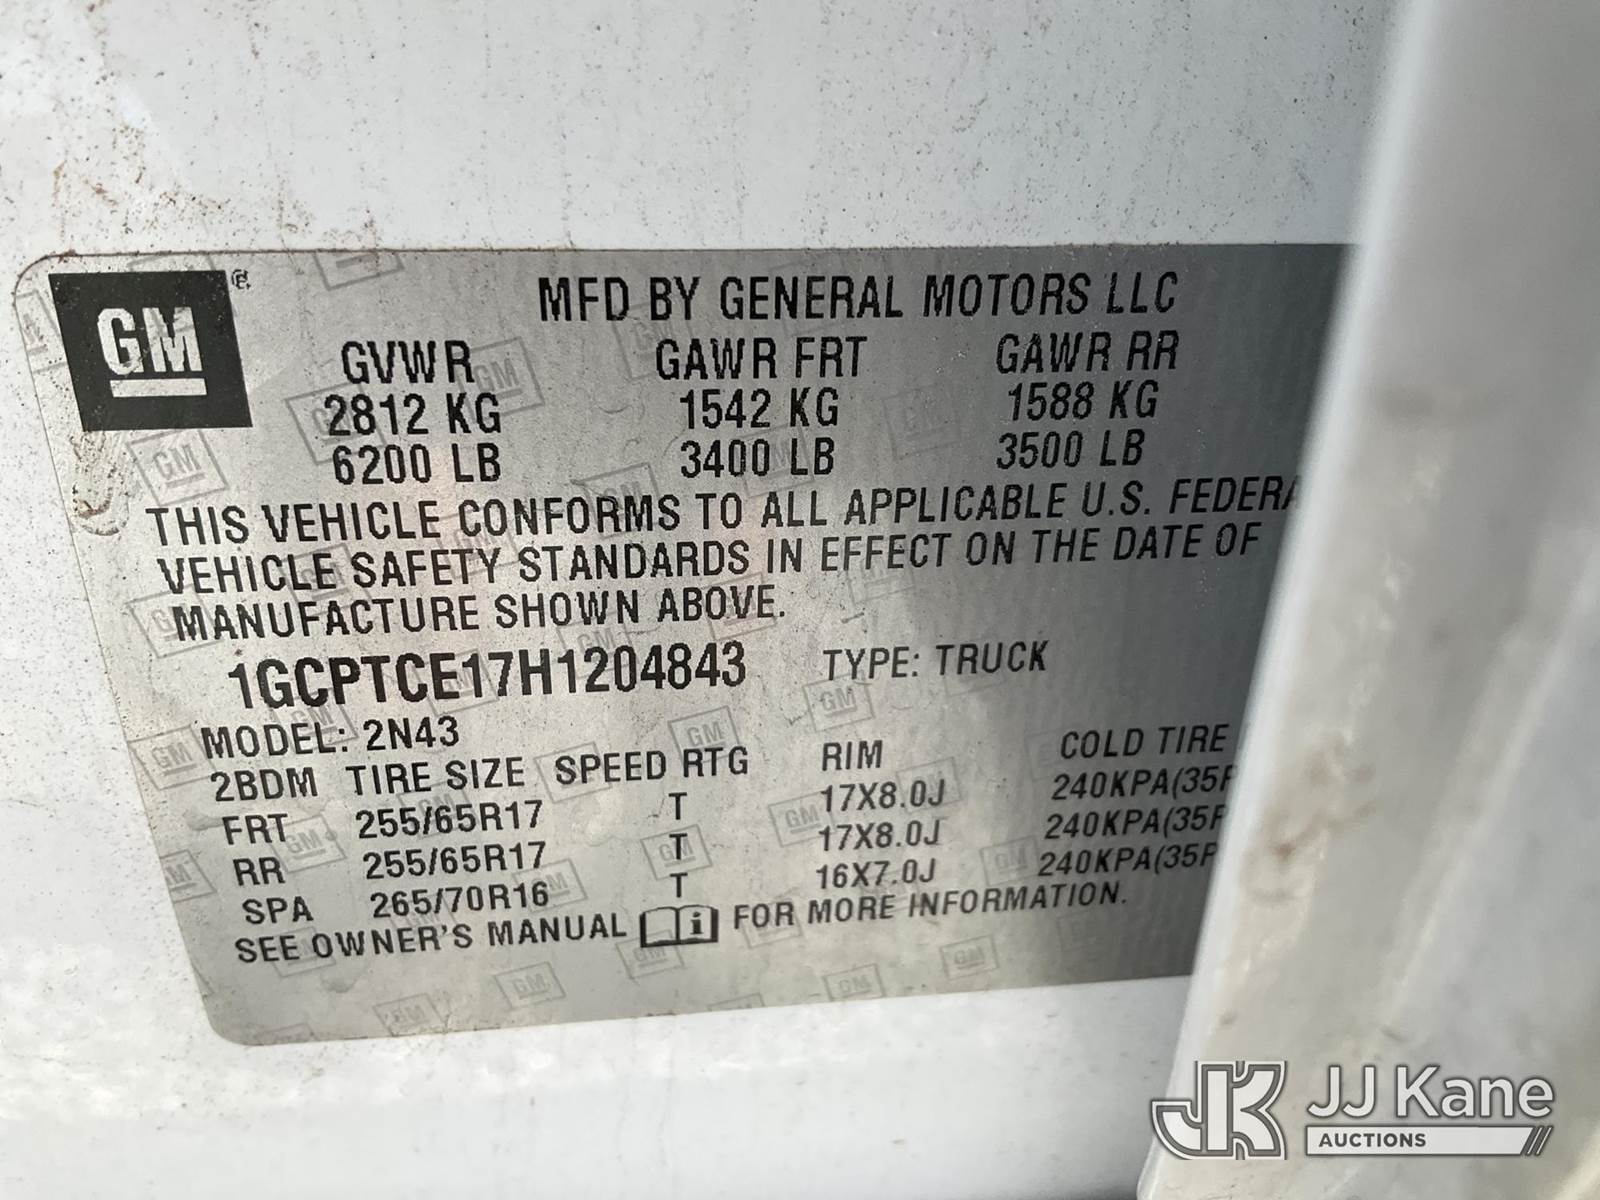 GM
MFD BY GENERAL MOTORS LLC
GVWR GAWR FRT GAWR RR
2812 KG 1542 KG 1588 KG
6200 LB 3400 LB 3500 LB
THIS VEHICLE CONFORMS TO ALL APPLICABLE U.S. FEDERA
VEHICLE SAFETY STANDARDS IN EFFECT ON THE DATE OF
MANUFACTURE SHOWN ABOVE.
1GCPTCE17H1204843 TYPE: TRUCK
MODEL: 2N43
2BDM TIRE SIZE SPEED RTG RIM COLD TIRE
FRT 255/65R17 T 17X8.0J 240KPA(35P
RR 255/65R17 T 17X8.0J 240KPA(35P
SPA 265/70R16 T 16X7.0J 240KPA(35P
SEE OWNER'S MANUAL i FOR MORE INFORMATION.
JK JJ Kane
AUCTIONS